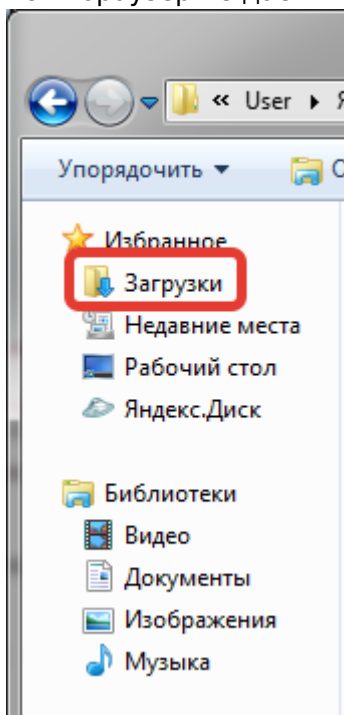 « User ▸
Упорядочить ▾
Избранное
Загрузки
Недавние места
Рабочий стол
Яндекс.Диск
Библиотеки
Видео
Документы
Изображения
Музыка